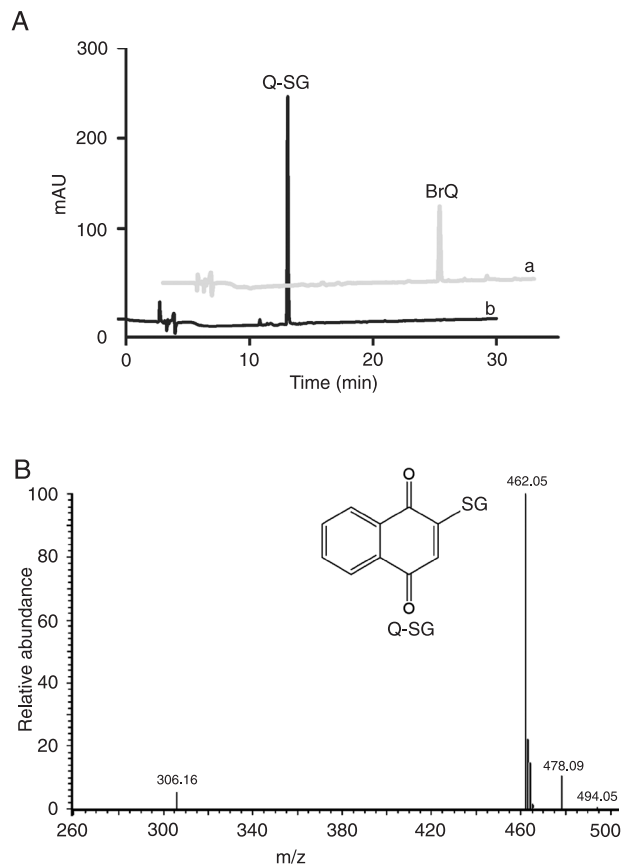 A
300
200
100
0
mAU
Q-SG
BrQ
a
b
0 10 20 30
Time (min)
B
100
80
60
40
20
0
Relative abundance
O
SG
O
Q-SG
462.05
306.16
478.09
494.05
260 300 340 380 420 460 500
m/z